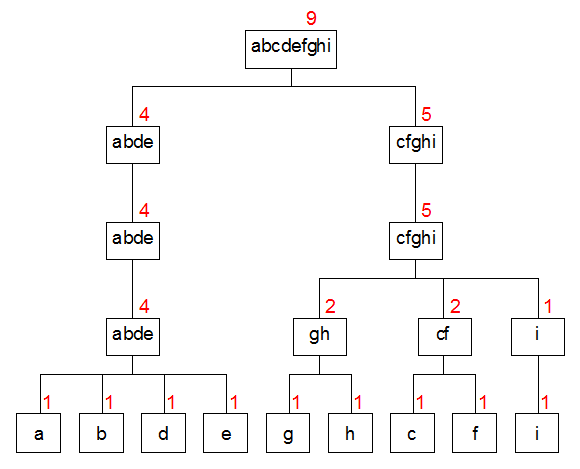 9
abcdefghi
4 5
abde cfghi
4 5
abde cfghi
4 2 2 1
abde gh cf i
1 1 1 1 1 1 1 1 1
a b d e g h c f i